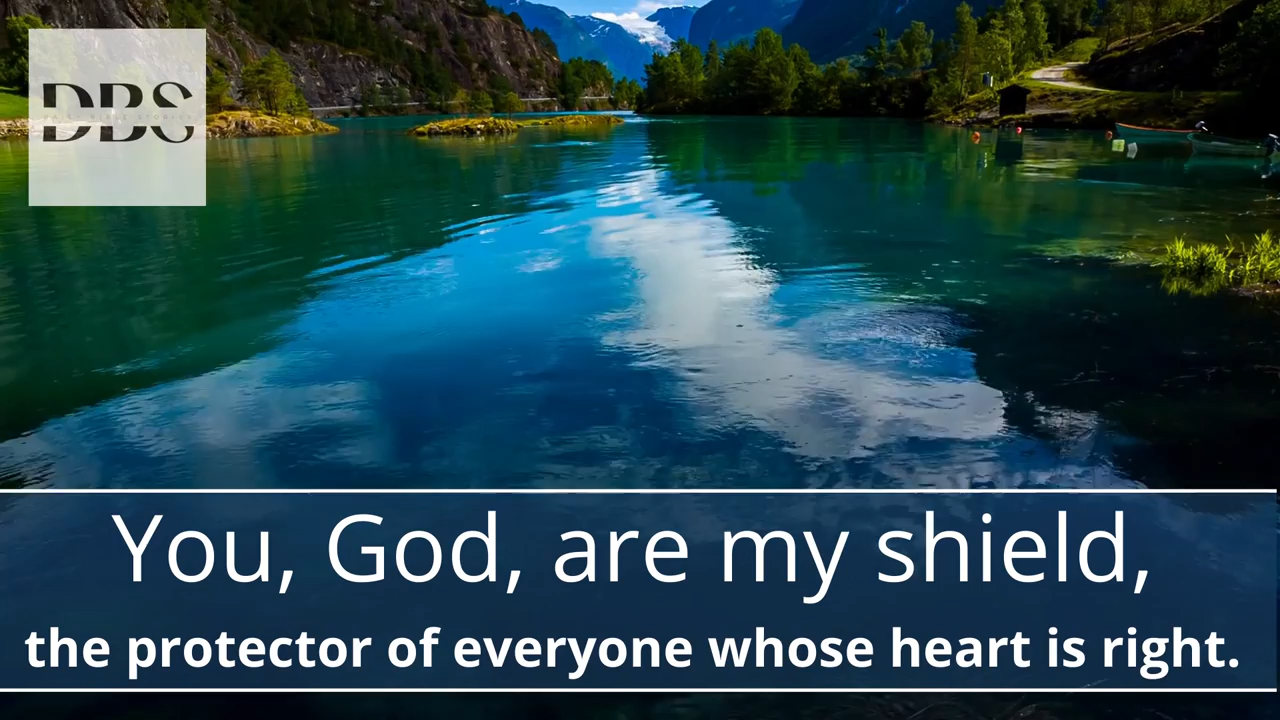 DBS
You, God, are my shield,
the protector of everyone whose heart is right.